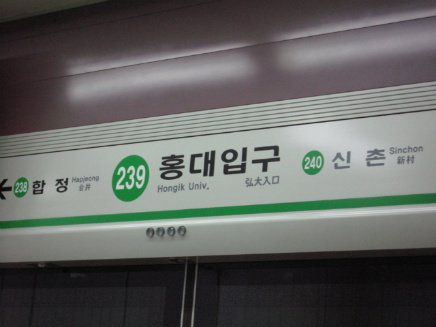 238 합정 Hapjeong 合井
239 홍대입구 Hongik Univ. 弘大入口
240 신촌 Sinchon 新村